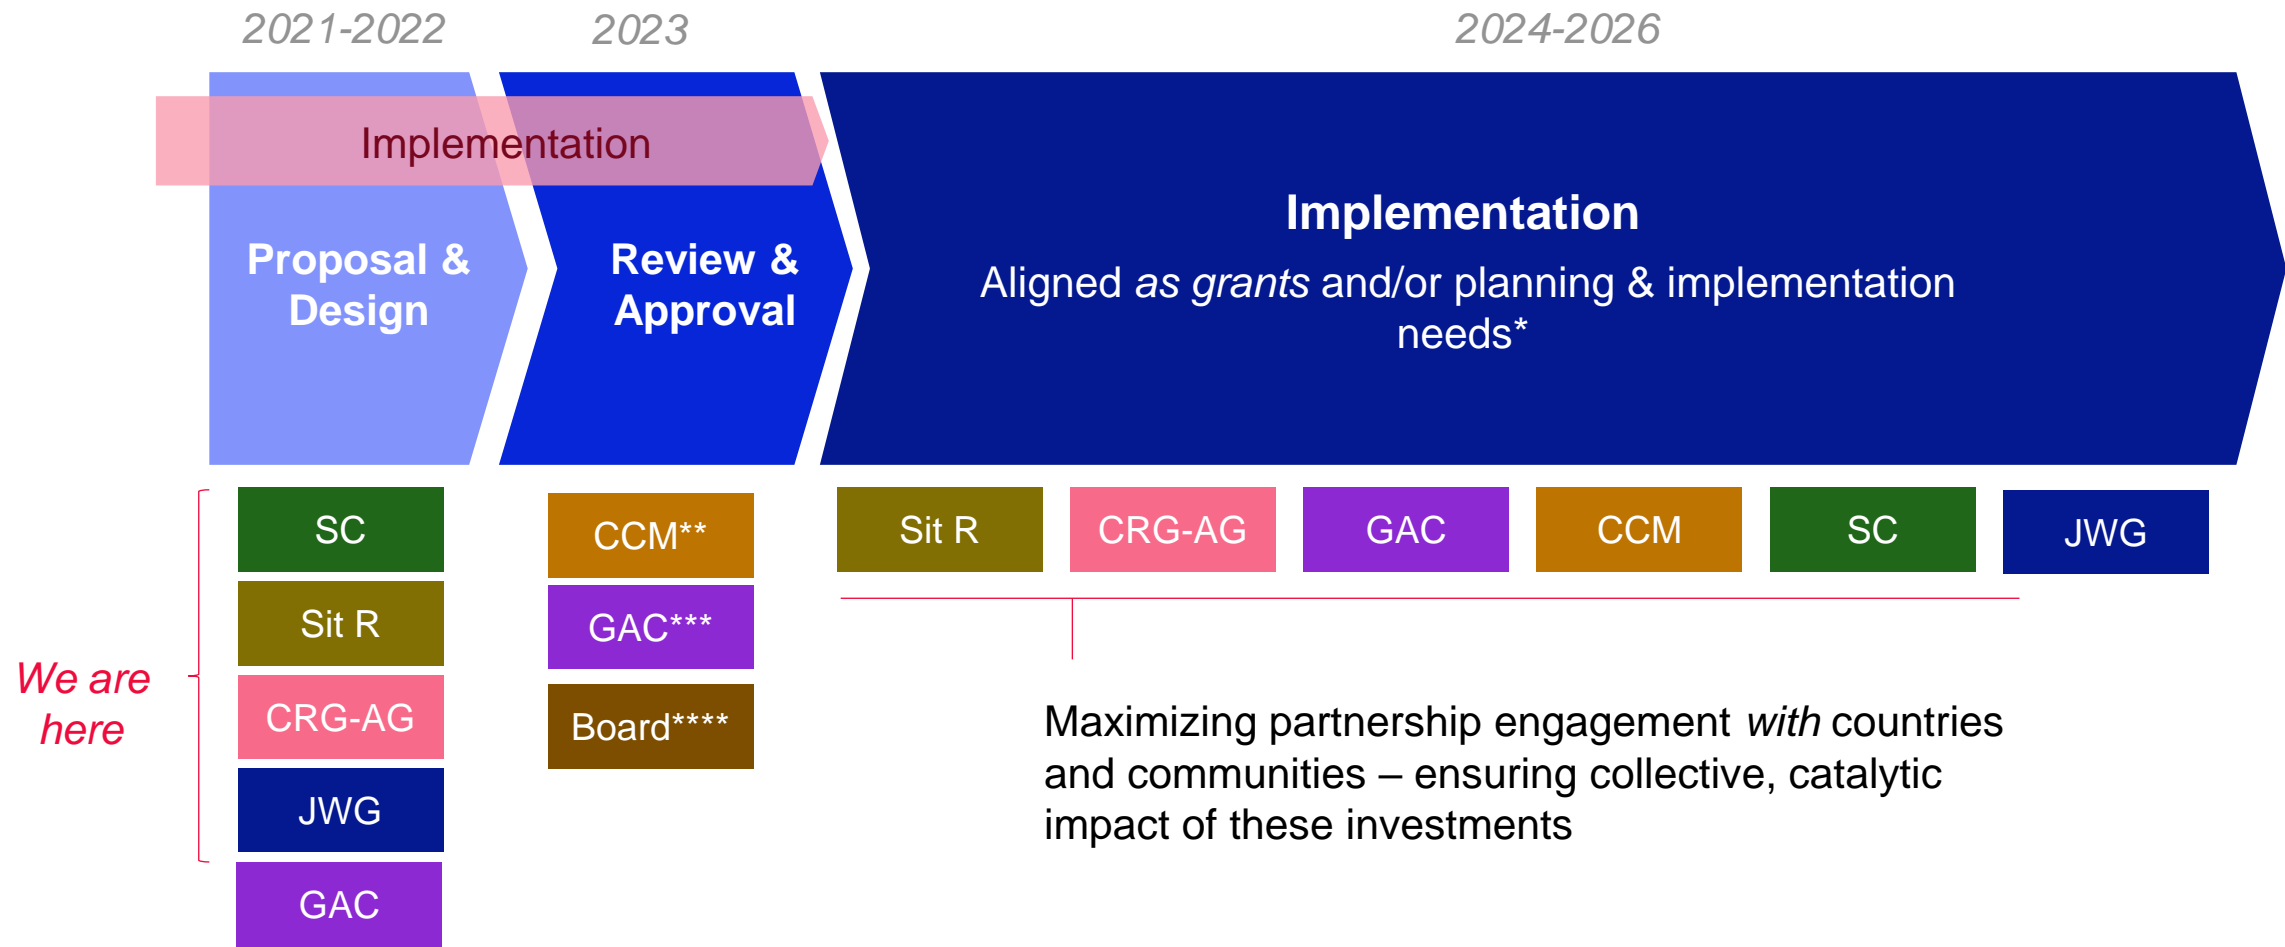 2021-2022
2023
2024-2026
Implementation
Proposal &
Design
Review &
Approval
Implementation
Aligned as grants and/or planning & implementation
needs*
We are
here
SC
Sit R
CRG-AG
JWG
GAC
CCM**
GAC***
Board****
Sit R
CRG-AG
GAC
CCM
SC
JWG
Maximizing partnership engagement with countries
and communities – ensuring collective, catalytic
impact of these investments